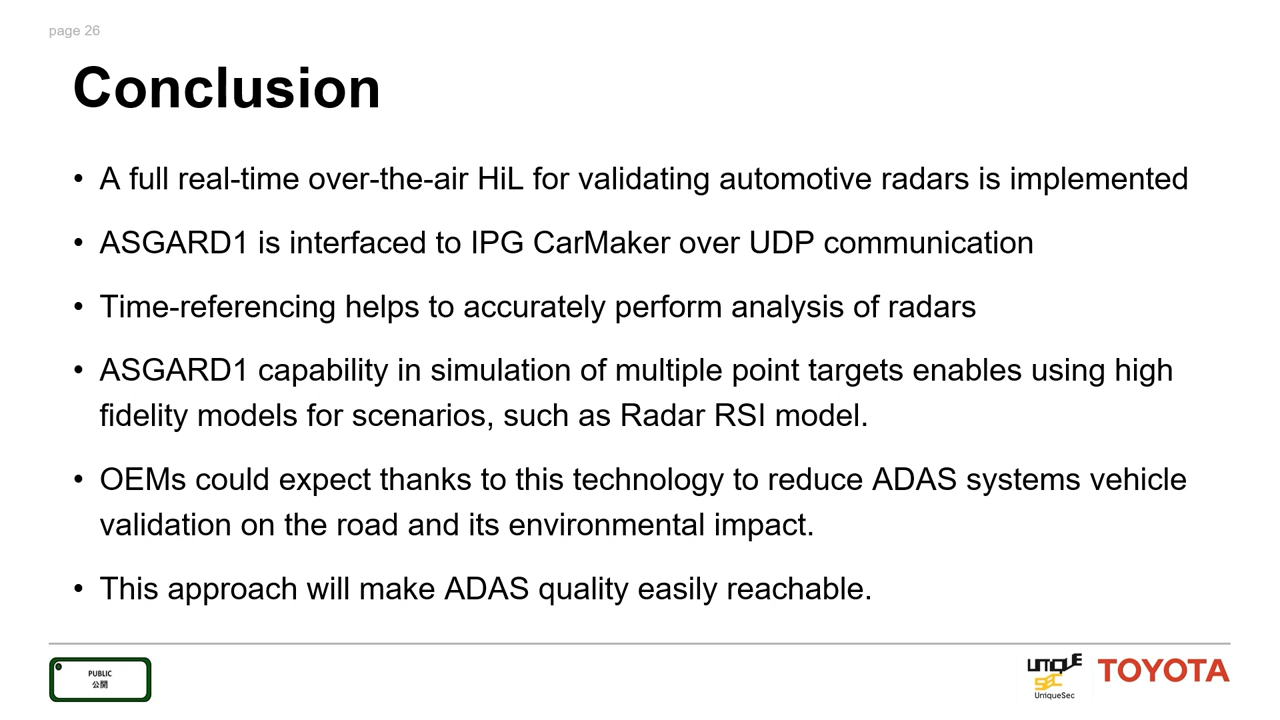 page 26
Conclusion
• A full real-time over-the-air HiL for validating automotive radars is implemented
• ASGARD1 is interfaced to IPG CarMaker over UDP communication
• Time-referencing helps to accurately perform analysis of radars
• ASGARD1 capability in simulation of multiple point targets enables using high
fidelity models for scenarios, such as Radar RSI model.
• OEMs could expect thanks to this technology to reduce ADAS systems vehicle
validation on the road and its environmental impact.
• This approach will make ADAS quality easily reachable.
PUBLIC
公開
UNIQUE
SEC
UniqueSec
TOYOTA